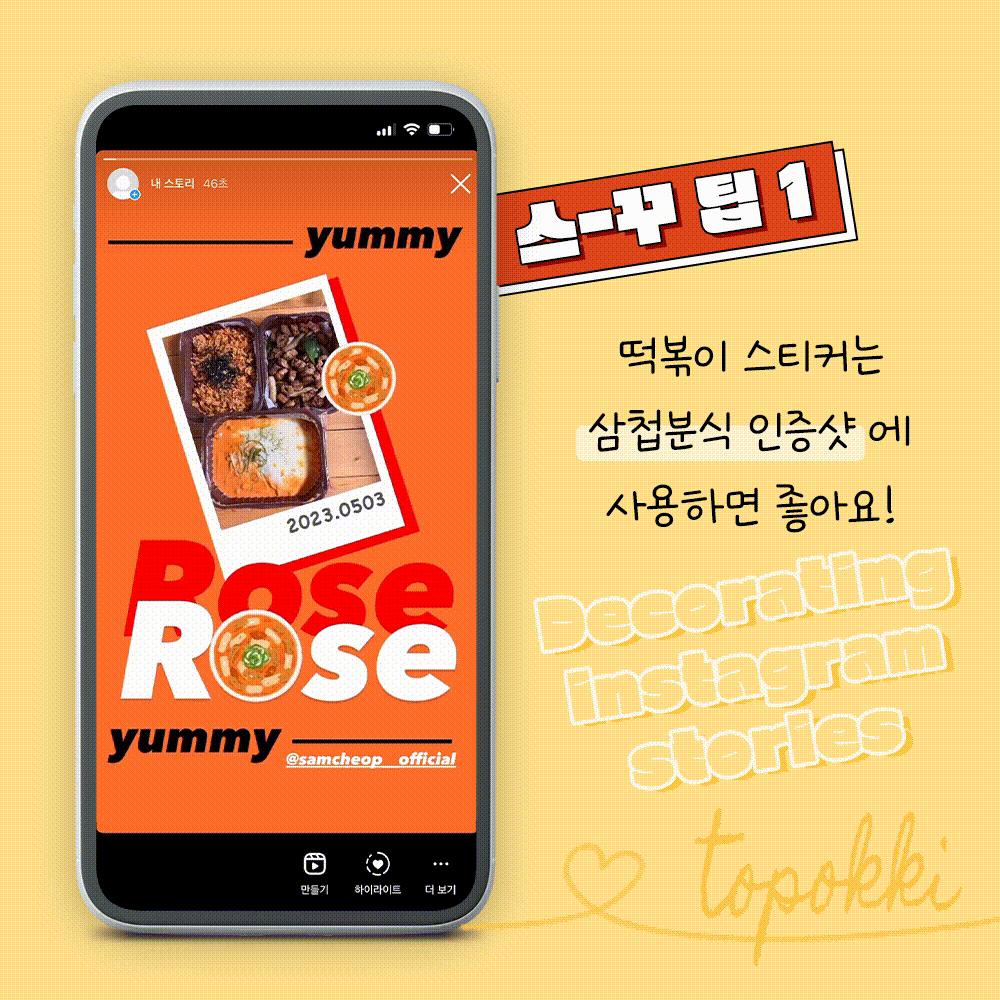 내 스토리 46초
yummy
2023.0503
Rose
Rose
yummy
@samcheop__official
만들기 하이라이트 더 보기
스-꾸 팁 1
떡볶이 스티커는
삼첩분식 인증샷 에
사용하면 좋아요!
Decorating
instagram
stories
topokki